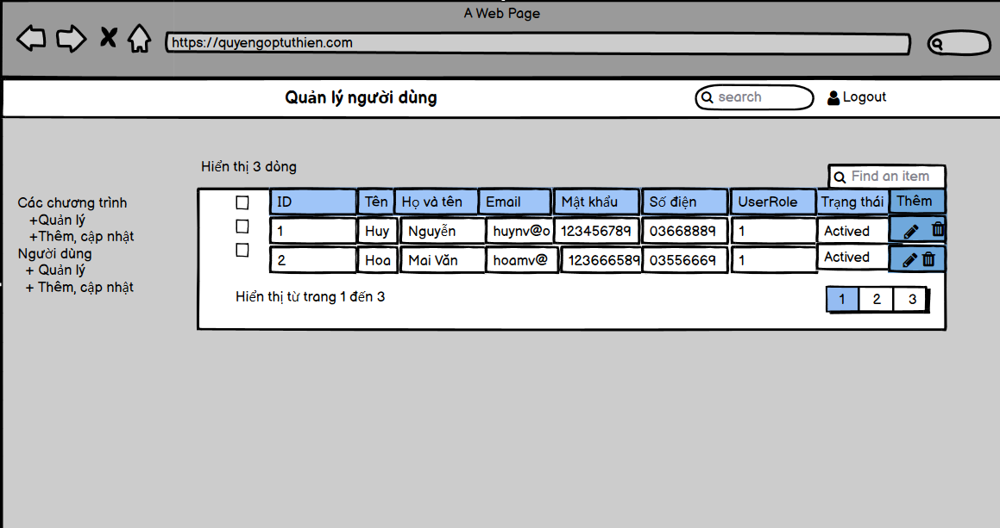 A Web Page
https://quyengoptuthien.com
Quản lý người dùng
search
Logout
Hiển thị 3 dòng
Find an item
Các chương trình
+Quản lý
+Thêm, cập nhật
Người dùng
+ Quản lý
+ Thêm, cập nhật
ID Tên Họ và tên Email Mật khẩu Số điện UserRole Trạng thái Thêm
1 Huy Nguyễn huynv@o 123456789 03668889 1 Actived
2 Hoa Mai Văn hoamv@ 123666589 03556669 1 Actived
Hiển thị từ trang 1 đến 3
1 2 3